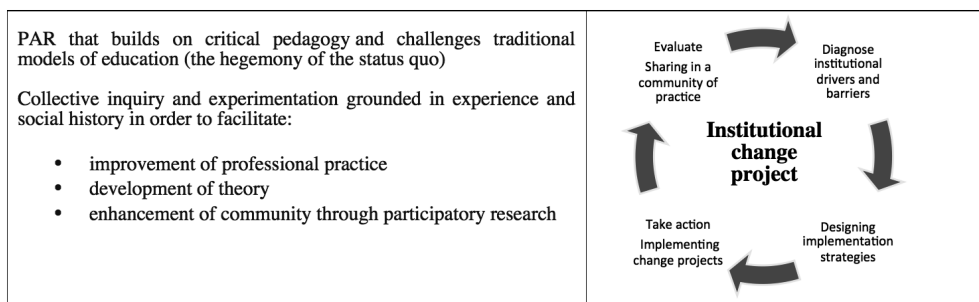 PAR that builds on critical pedagogy and challenges traditional
models of education (the hegemony of the status quo)
Collective inquiry and experimentation grounded in experience and
social history in order to facilitate:
• improvement of professional practice
• development of theory
• enhancement of community through participatory research
Evaluate
Sharing in a
community of
practice
Diagnose
institutional
drivers and
barriers
Institutional
change
project
Take action
Implementing
change projects
Designing
implementation
strategies